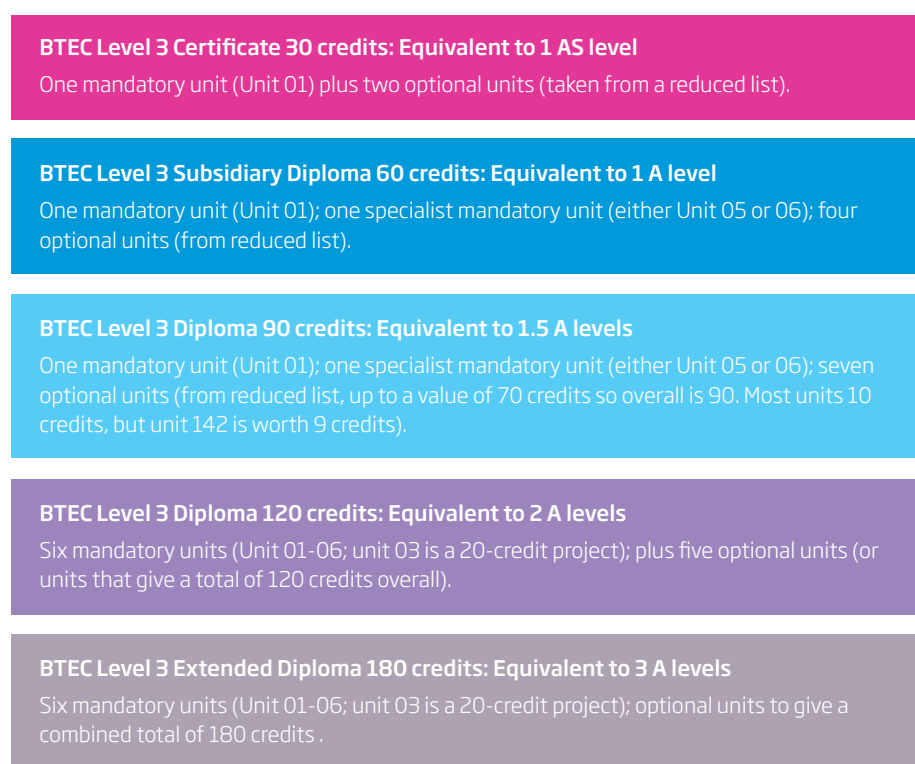 BTEC Level 3 Certificate 30 credits: Equivalent to 1 AS level
One mandatory unit (Unit 01) plus two optional units (taken from a reduced list).
BTEC Level 3 Subsidiary Diploma 60 credits: Equivalent to 1 A level
One mandatory unit (Unit 01); one specialist mandatory unit (either Unit 05 or 06); four
optional units (from reduced list).
BTEC Level 3 Diploma 90 credits: Equivalent to 1.5 A levels
One mandatory unit (Unit 01); one specialist mandatory unit (either Unit 05 or 06); seven
optional units (from reduced list, up to a value of 70 credits so overall is 90. Most units 10
credits, but unit 142 is worth 9 credits).
BTEC Level 3 Diploma 120 credits: Equivalent to 2 A levels
Six mandatory units (Unit 01-06; unit 03 is a 20-credit project); plus five optional units (or
units that give a total of 120 credits overall).
BTEC Level 3 Extended Diploma 180 credits: Equivalent to 3 A levels
Six mandatory units (Unit 01-06; unit 03 is a 20-credit project); optional units to give a
combined total of 180 credits .